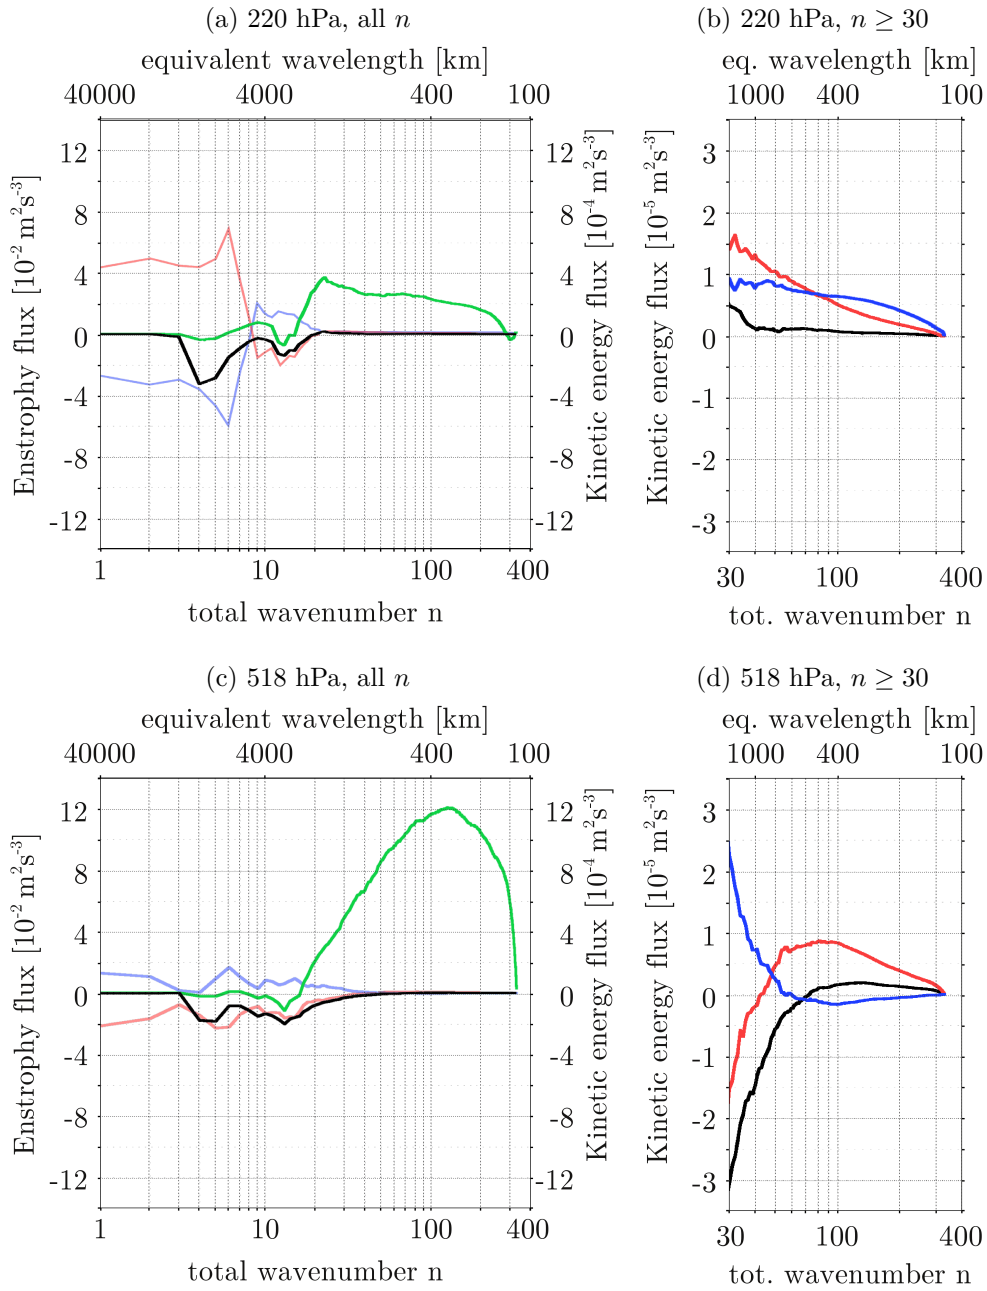 (a) 220 hPa, all n
equivalent wavelength [km]
40000 4000 400 100
Enstrophy flux [10⁻² m²s⁻³]
12 8 4 0 -4 -8 -12
12 8 4 0 -4 -8 -12
Kinetic energy flux [10⁻⁴ m²s⁻³]
1 10 100 400
total wavenumber n
(b) 220 hPa, n ≥ 30
eq. wavelength [km]
1000 400 100
Kinetic energy flux [10⁻⁵ m²s⁻³]
3 2 1 0 -1 -2 -3
30 100 400
tot. wavenumber n
(c) 518 hPa, all n
equivalent wavelength [km]
40000 4000 400 100
Enstrophy flux [10⁻² m²s⁻³]
12 8 4 0 -4 -8 -12
12 8 4 0 -4 -8 -12
Kinetic energy flux [10⁻⁴ m²s⁻³]
1 10 100 400
total wavenumber n
(d) 518 hPa, n ≥ 30
eq. wavelength [km]
1000 400 100
Kinetic energy flux [10⁻⁵ m²s⁻³]
3 2 1 0 -1 -2 -3
30 100 400
tot. wavenumber n